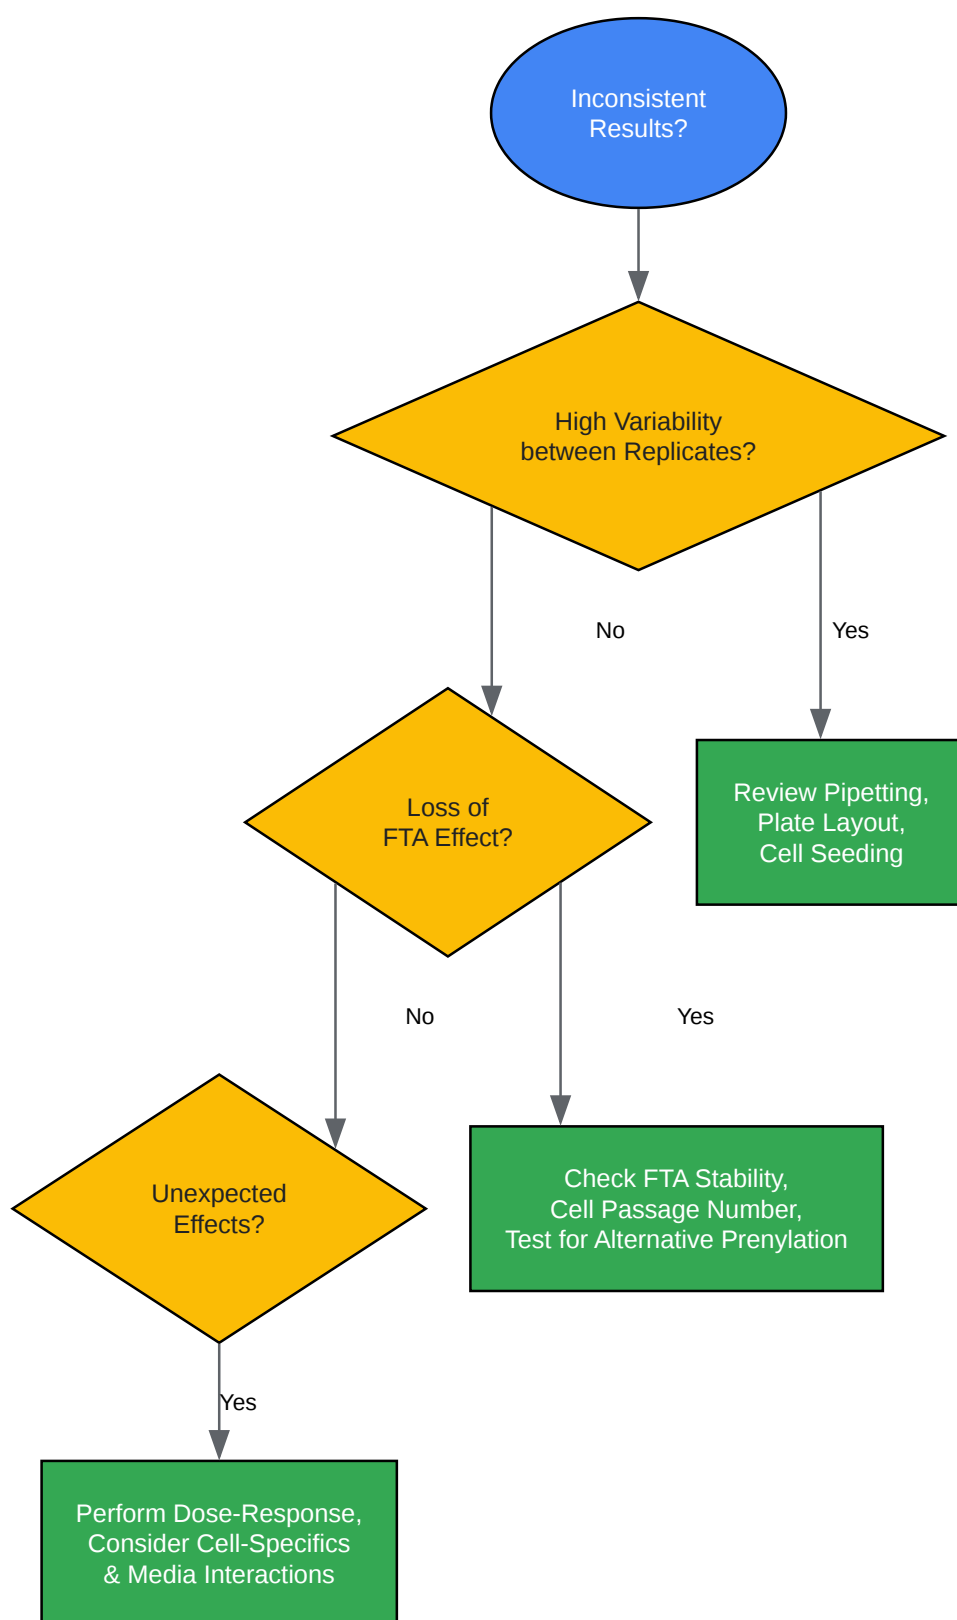 Inconsistent
Results?
High Variability
between Replicates?
No
Yes
Loss of
FTA Effect?
Review Pipetting,
Plate Layout,
Cell Seeding
No
Yes
Unexpected
Effects?
Check FTA Stability,
Cell Passage Number,
Test for Alternative Prenylation
Yes
Perform Dose-Response,
Consider Cell-Specifics
& Media Interactions